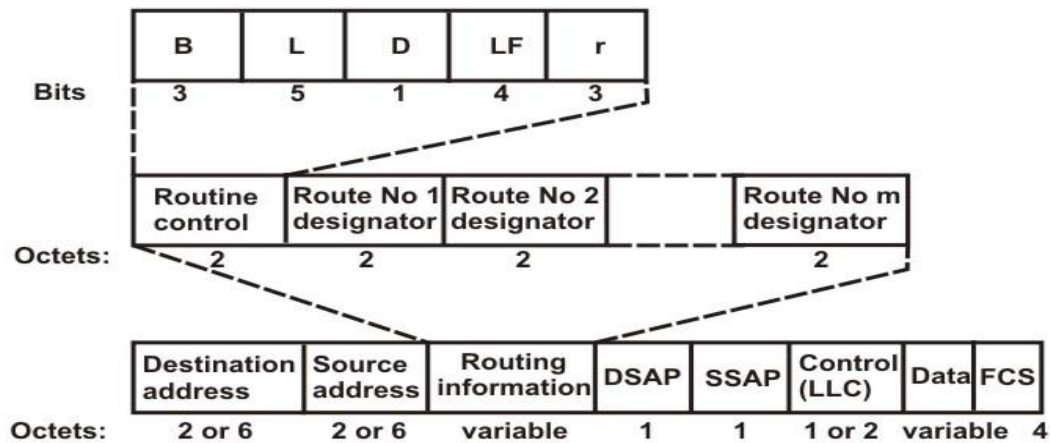 B L D LF r
Bits 3 5 1 4 3
Routine control Route No 1 designator Route No 2 designator Route No m designator
Octets: 2 2 2 2
Destination address Source address Routing information DSAP SSAP Control (LLC) Data FCS
Octets: 2 or 6 2 or 6 variable 1 1 1 or 2 variable 4